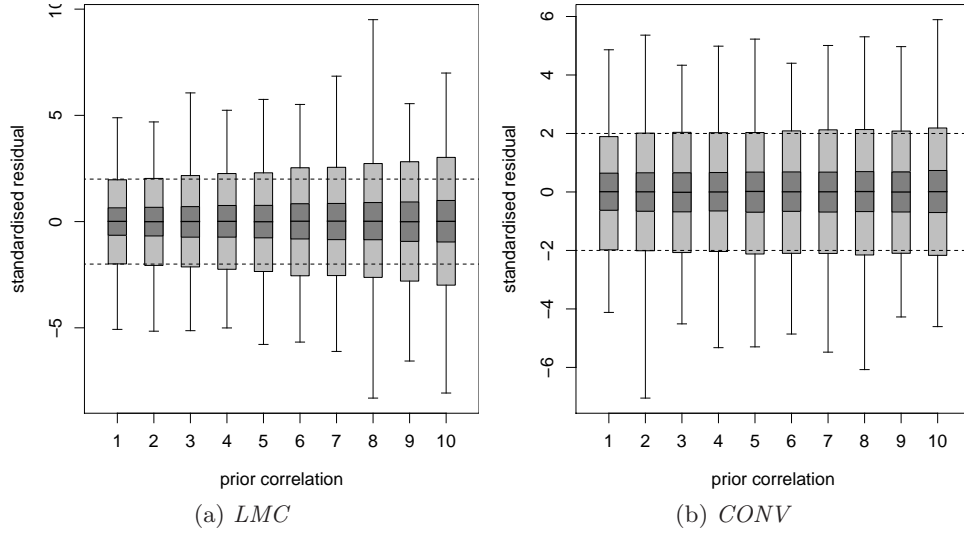 10
5
0
−5
standardised residual
1 2 3 4 5 6 7 8 9 10
prior correlation
(a) LMC
6
4
2
0
−2
−4
−6
standardised residual
1 2 3 4 5 6 7 8 9 10
prior correlation
(b) CONV